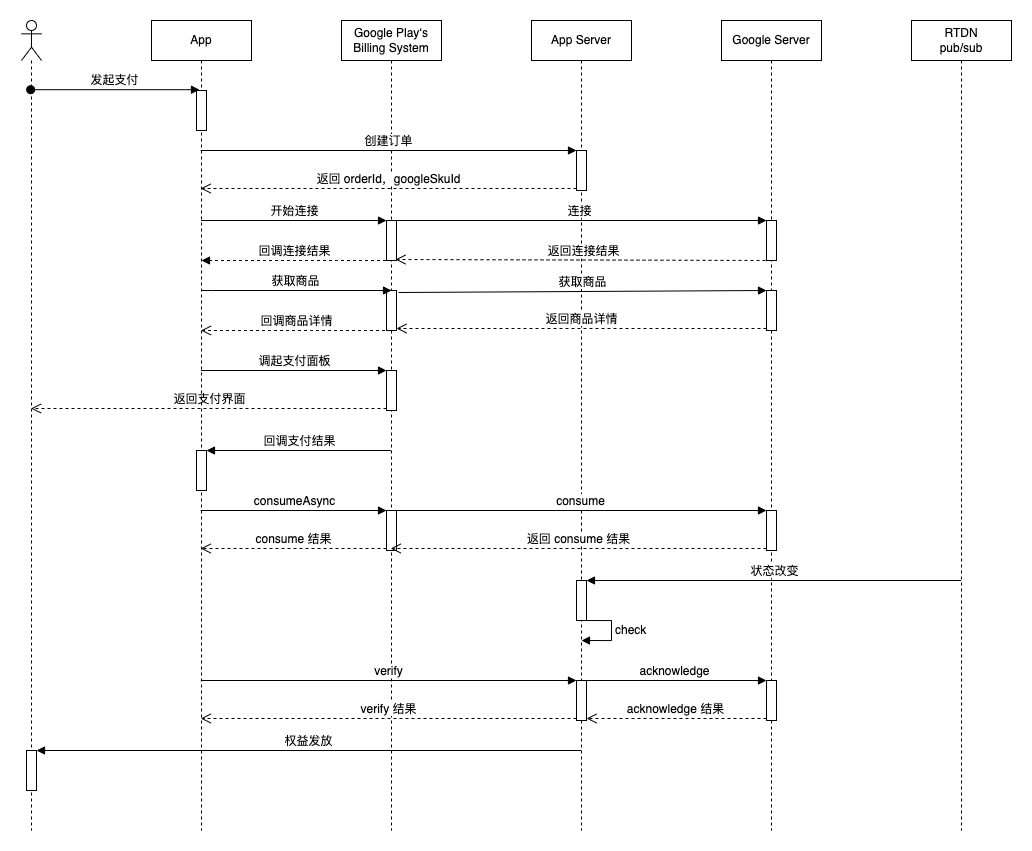 App
Google Play's
Billing System
App Server
Google Server
RTDN
pub/sub
发起支付
创建订单
返回 orderId，googleSkuId
开始连接
连接
回调连接结果
返回连接结果
获取商品
获取商品
回调商品详情
返回商品详情
调起支付面板
返回支付界面
回调支付结果
consumeAsync
consume
consume 结果
返回 consume 结果
状态改变
check
verify
acknowledge
verify 结果
acknowledge 结果
权益发放